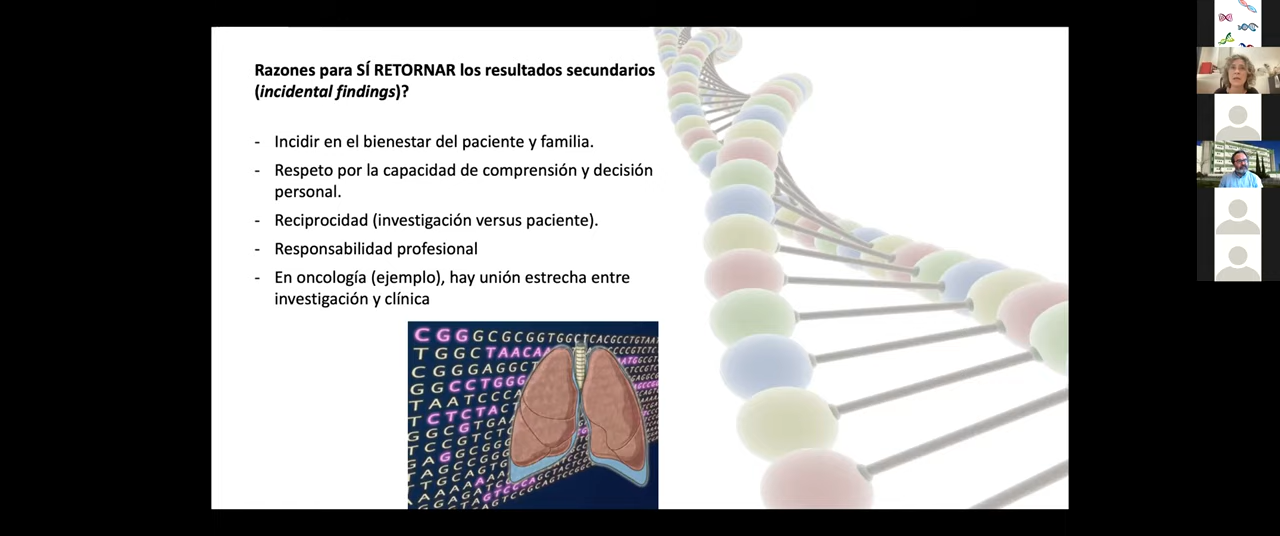 Razones para SÍ RETORNAR los resultados secundarios
(incidental findings)?
- Incidir en el bienestar del paciente y familia.
- Respeto por la capacidad de comprensión y decisión
personal.
- Reciprocidad (investigación versus paciente).
- Responsabilidad profesional
- En oncología (ejemplo), hay unión estrecha entre
investigación y clínica